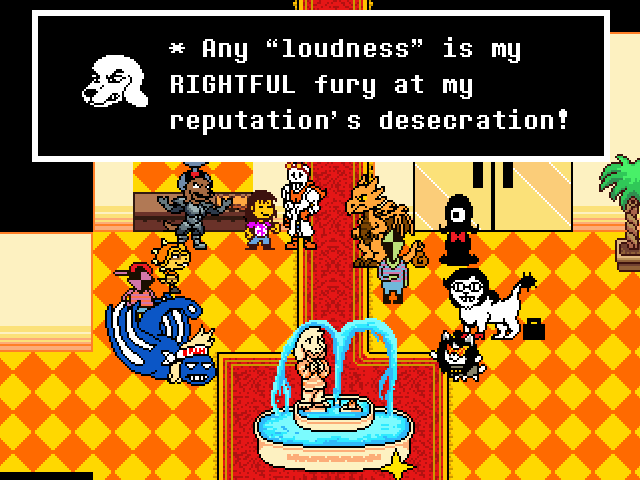 * Any “loudness” is my
RIGHTFUL fury at my
reputation's desecration!